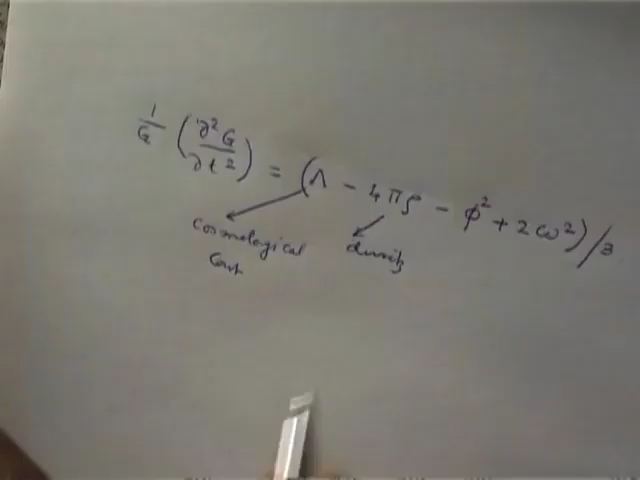 1/G (∂²G/∂t²) = (Λ - 4πρ - φ² + 2ω²)/3
Cosmological
Const
density